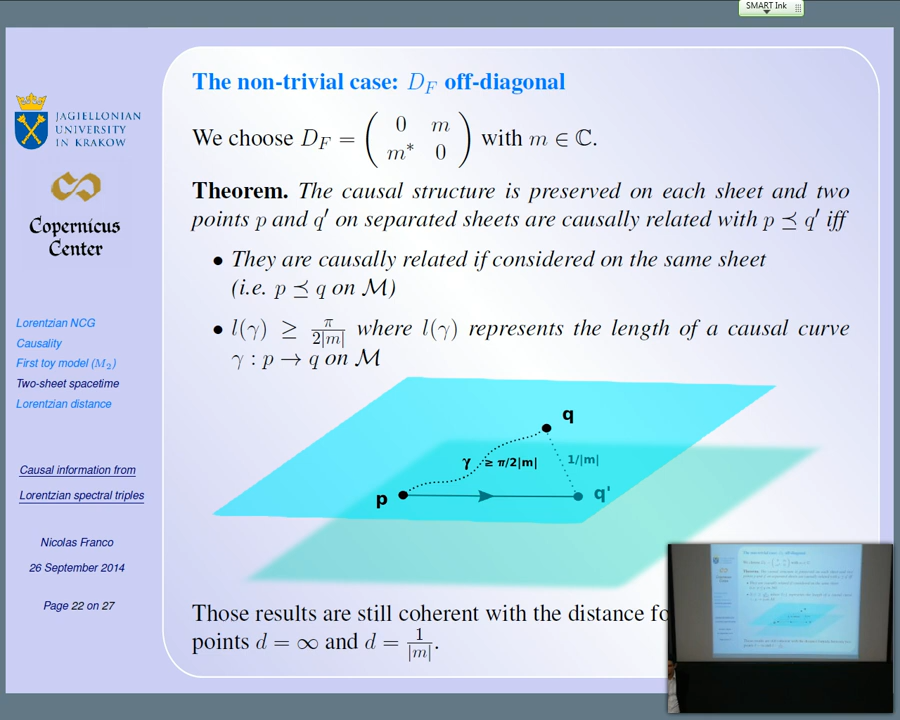 SMART Ink
JAGIELLONIAN
UNIVERSITY
IN KRAKOW
Copernicus
Center
Lorentzian NCG
Causality
First toy model (M₂)
Two-sheet spacetime
Lorentzian distance
Causal information from
Lorentzian spectral triples
Nicolas Franco
26 September 2014
Page 22 on 27
The non-trivial case: D_F off-diagonal
We choose D_F = ( 0 m
m* 0 ) with m ∈ ℂ.
Theorem. The causal structure is preserved on each sheet and two
points p and q′ on separated sheets are causally related with p ⪯ q′ iff
• They are causally related if considered on the same sheet
(i.e. p ⪯ q on ℳ)
• l(γ) ≥ π/2|m| where l(γ) represents the length of a causal curve
γ : p → q on ℳ
q
γ ≥ π/2|m| 1/|m|
p q'
Those results are still coherent with the distance
points d = ∞ and d = 1/|m|.